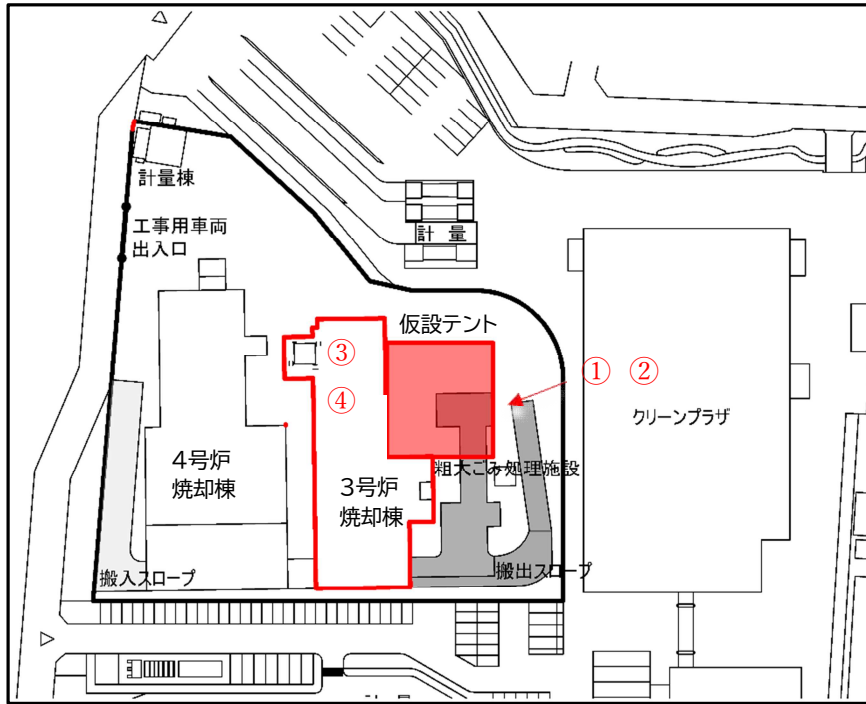 計量棟
工事用車両
出入口
計 量
仮設テント
③
④
① ②
クリーンプラザ
4号炉
焼却棟
3号炉
焼却棟
粗大ごみ処理施設
搬入スロープ
搬出スロープ